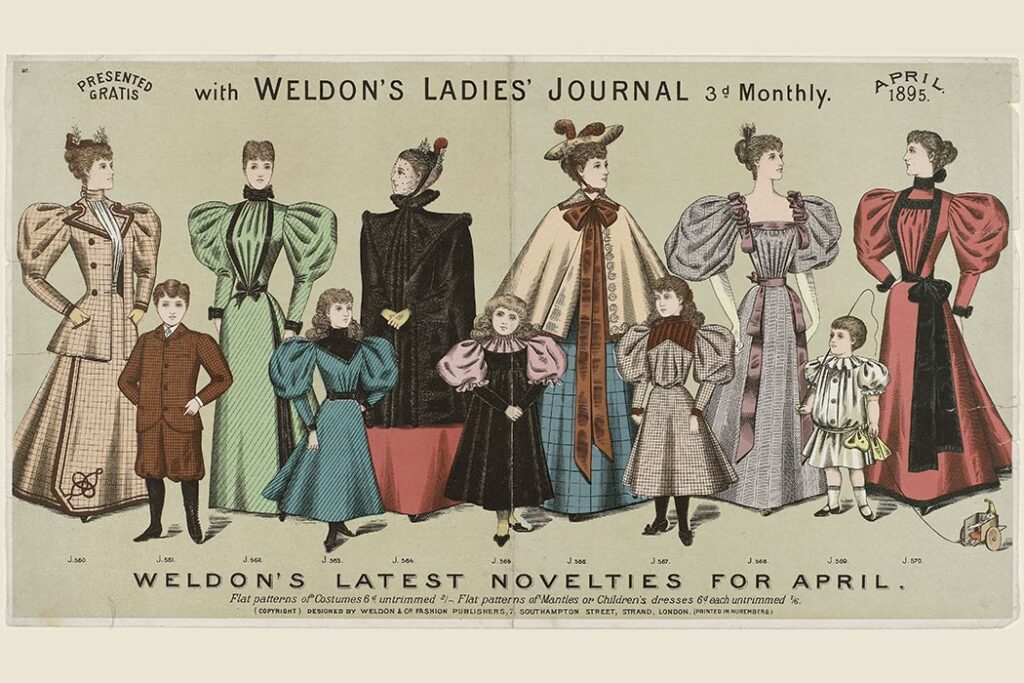 97.
PRESENTED
GRATIS
with WELDON'S LADIES' JOURNAL 3d Monthly.
APRIL.
1895.
J.560. J.561. J.562. J.563. J.564. J.565 J.566. J.567. J.568. J.569. J.570.
WELDON'S LATEST NOVELTIES FOR APRIL.
Flat patterns of Costumes 6d untrimmed 2/- Flat patterns of Mantles or Children's dresses 6d each untrimmed 1/6.
(COPYRIGHT) DESIGNED BY WELDON & Co FASHION PUBLISHERS, 7, SOUTHAMPTON STREET, STRAND, LONDON. (PRINTED IN NUREMBERG)